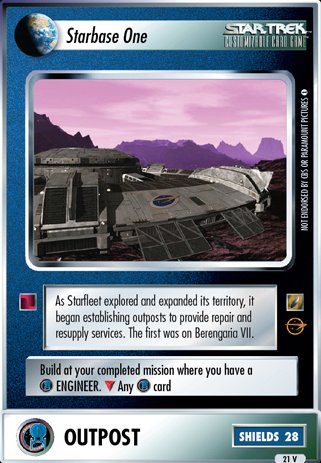 Starbase One
STAR TREK
CUSTOMIZABLE CARD GAME
NOT ENDORSED BY CBS OR PARAMOUNT PICTURES
As Starfleet explored and expanded its territory, it
began establishing outposts to provide repair and
resupply services. The first was on Berengaria VII.
Build at your completed mission where you have a
ENGINEER. Any card
OUTPOST
SHIELDS 28
21 V